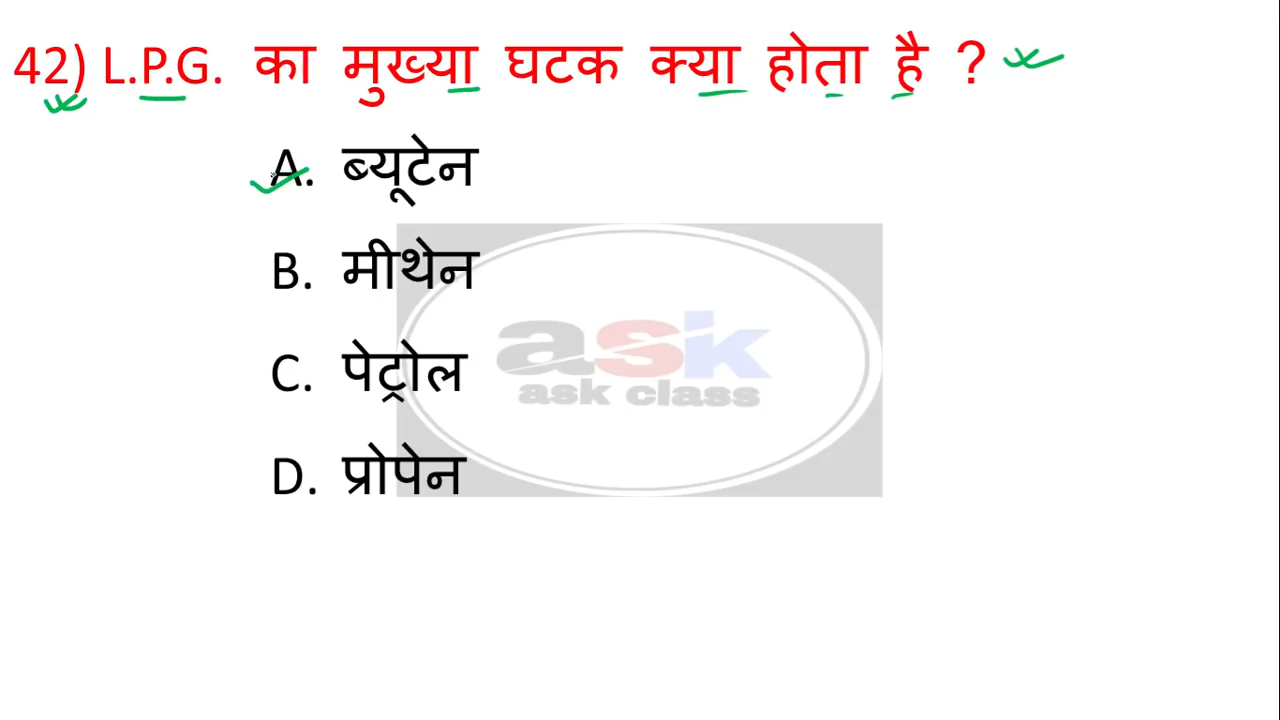 42) L.P.G. का मुख्या घटक क्या होता है ?
A. ब्यूटेन
B. मीथेन
C. पेट्रोल
D. प्रोपेन
ask
ask class